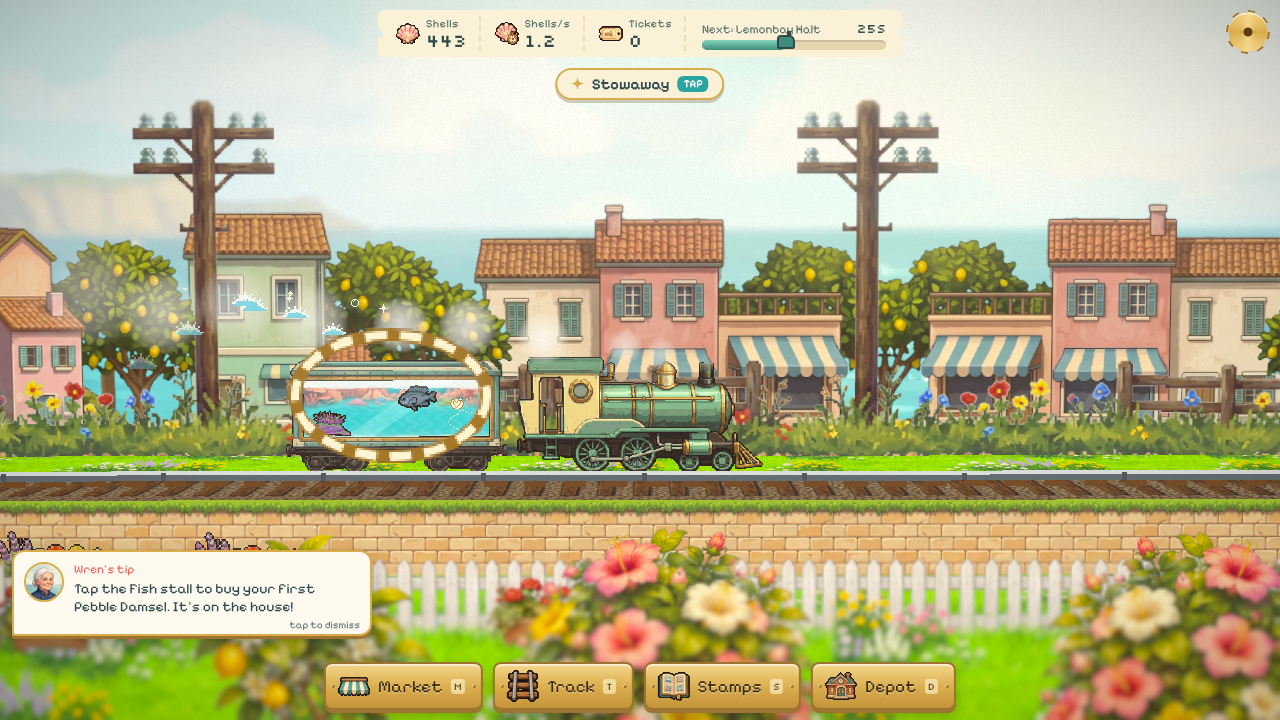 Shells
443
Shells/s
1.2
Tickets
0
Next: Lemonbay Halt 25S
Stowaway TAP
Wren's tip
Tap the Fish stall to buy your first
Pebble Damsel. It's on the house!
tap to dismiss
Market M
Track T
Stamps S
Depot D